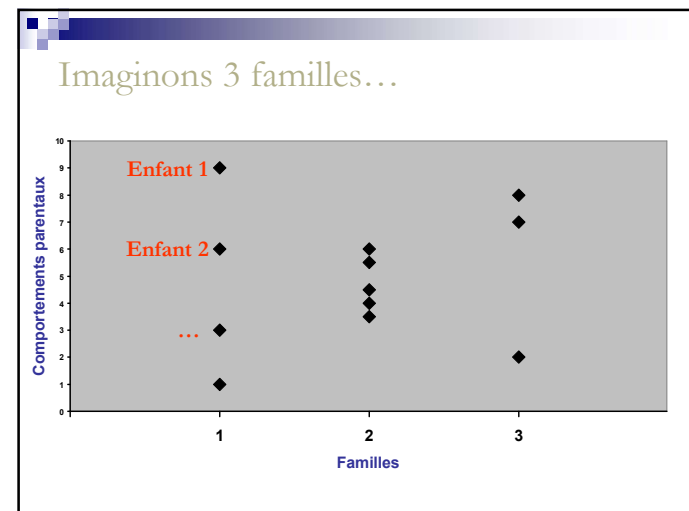 Imaginons 3 familles…
10
9
8
7
6
5
4
3
2
1
0
Comportements parentaux
Enfant 1
Enfant 2
…
1 2 3
Familles